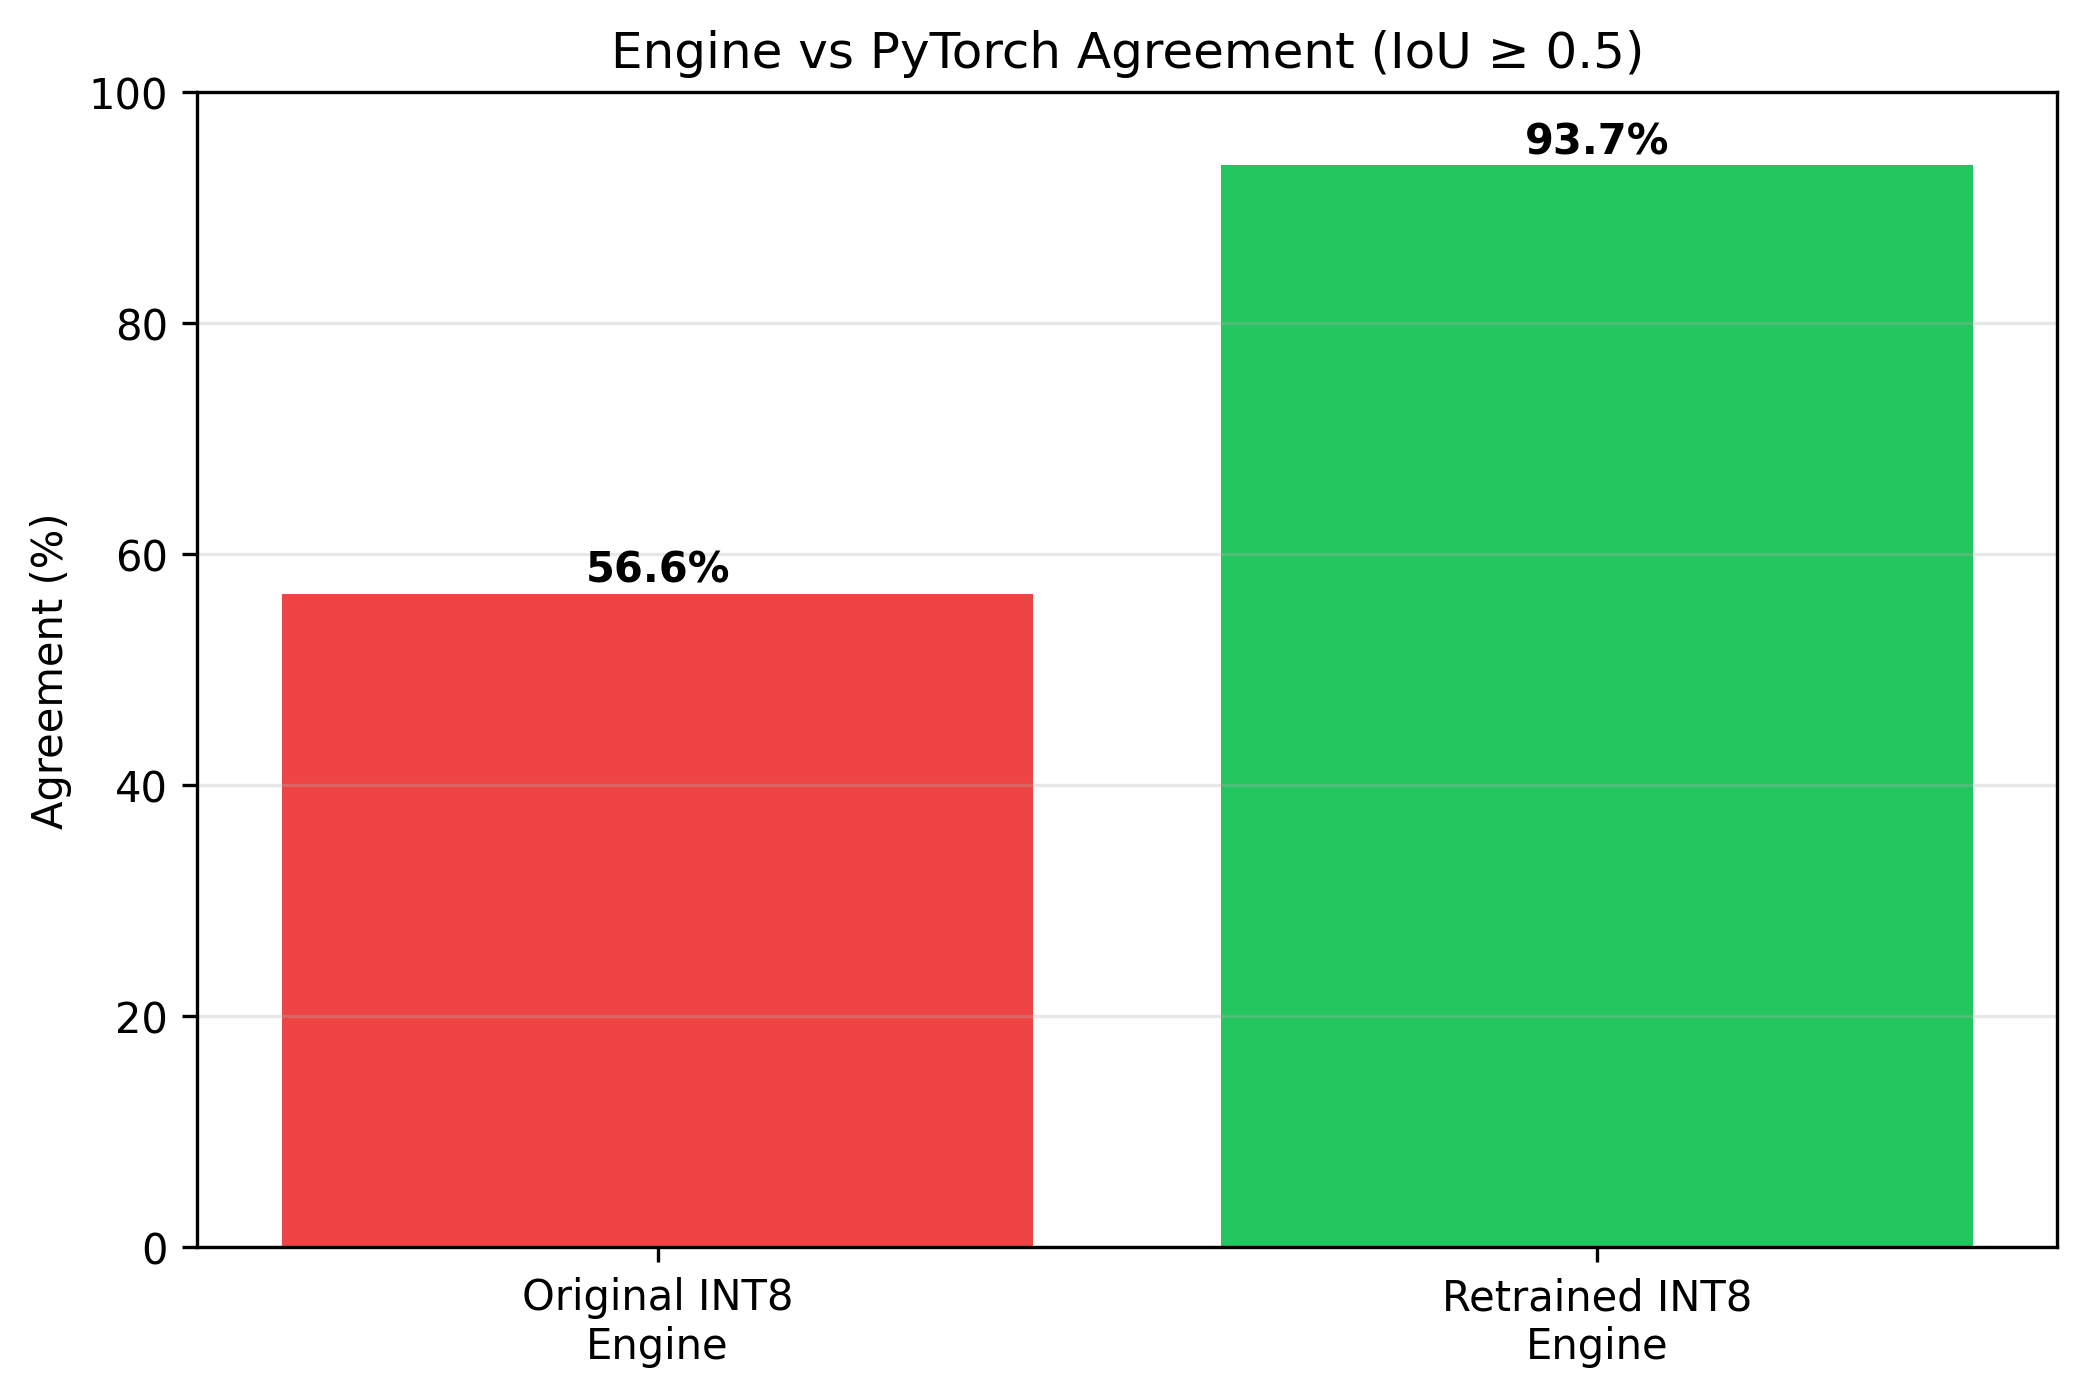 Engine vs PyTorch Agreement (IoU ≥ 0.5)
Agreement (%)
100
80
60
40
20
0
56.6%
93.7%
Original INT8
Engine
Retrained INT8
Engine